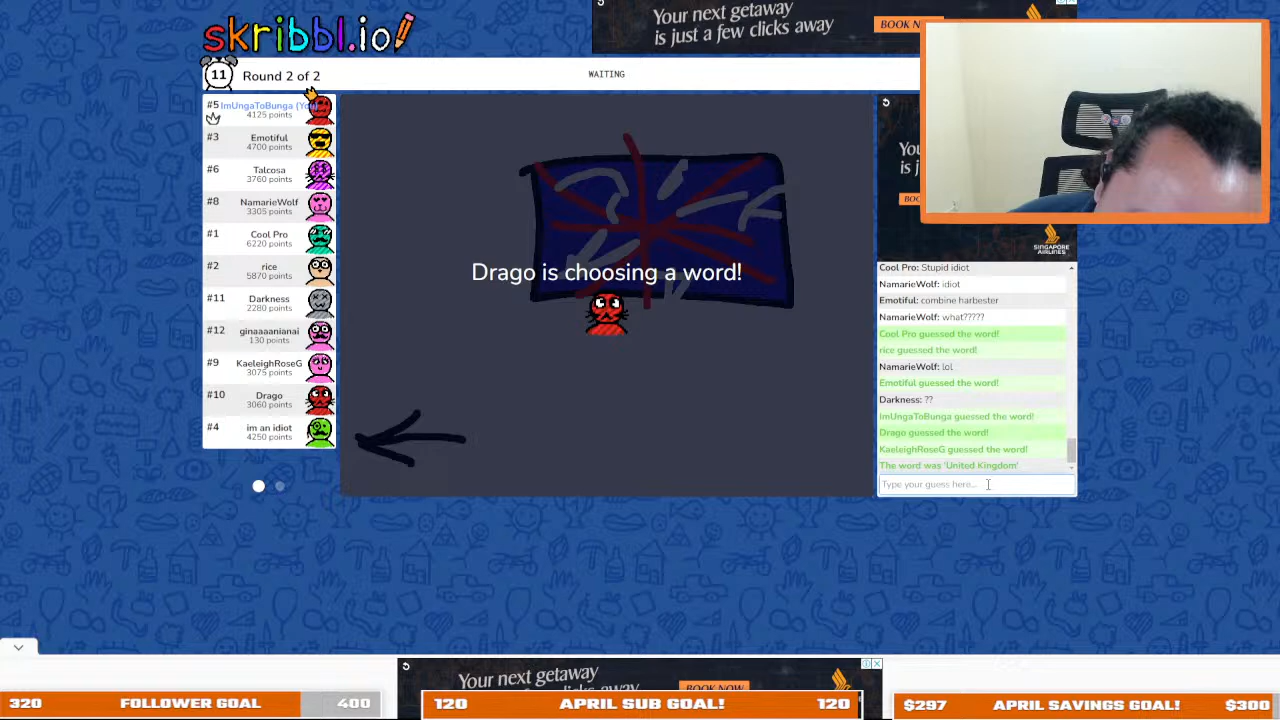 Your next getaway
is just a few clicks away
skribbl.io
11
Round 2 of 2
WAITING
#5 ImUngaToBunga
4125 points
#3 Emotiful
4700 points
#6 Talcosa
3760 points
#8 NamarieWolf
3305 points
#1 Cool Pro
6220 points
#2 rice
5870 points
#11 Darkness
2280 points
#12 ginaaaanianai
130 points
#9 KaeleighRoseG
3075 points
#10 Drago
3060 points
#4 im an idiot
4250 points
Drago is choosing a word!
SINGAPORE
AIRLINES
Cool Pro: Stupid idiot
NamarieWolf: idiot
Emotiful: combine harbester
NamarieWolf: what?????
Cool Pro guessed the word!
rice guessed the word!
NamarieWolf: lol
Emotiful guessed the word!
Darkness: ??
ImUngaToBunga guessed the word!
Drago guessed the word!
KaeleighRoseG guessed the word!
The word was 'United Kingdom'
Type your guess here...
Your next getaway
BOOK NOW
320 FOLLOWER GOAL 400
120 APRIL SUB GOAL! 120
$297 APRIL SAVINGS GOAL! $300